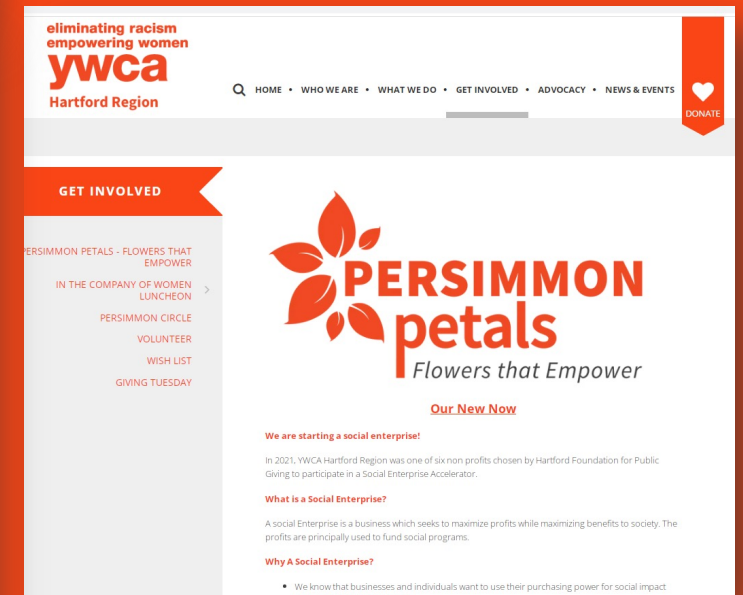 eliminating racism
empowering women
ywca
Hartford Region
HOME • WHO WE ARE • WHAT WE DO • GET INVOLVED • ADVOCACY • NEWS & EVENTS
DONATE
GET INVOLVED
PERSIMMON PETALS - FLOWERS THAT
EMPOWER
IN THE COMPANY OF WOMEN
LUNCHEON
PERSIMMON CIRCLE
VOLUNTEER
WISH LIST
GIVING TUESDAY
PERSIMMON
petals
Flowers that Empower
Our New Now
We are starting a social enterprise!
In 2021, YWCA Hartford Region was one of six non profits chosen by Hartford Foundation for Public
Giving to participate in a Social Enterprise Accelerator.
What is a Social Enterprise?
A social Enterprise is a business which seeks to maximize profits while maximizing benefits to society. The
profits are principally used to fund social programs.
Why A Social Enterprise?
• We know that businesses and individuals want to use their purchasing power for social impact